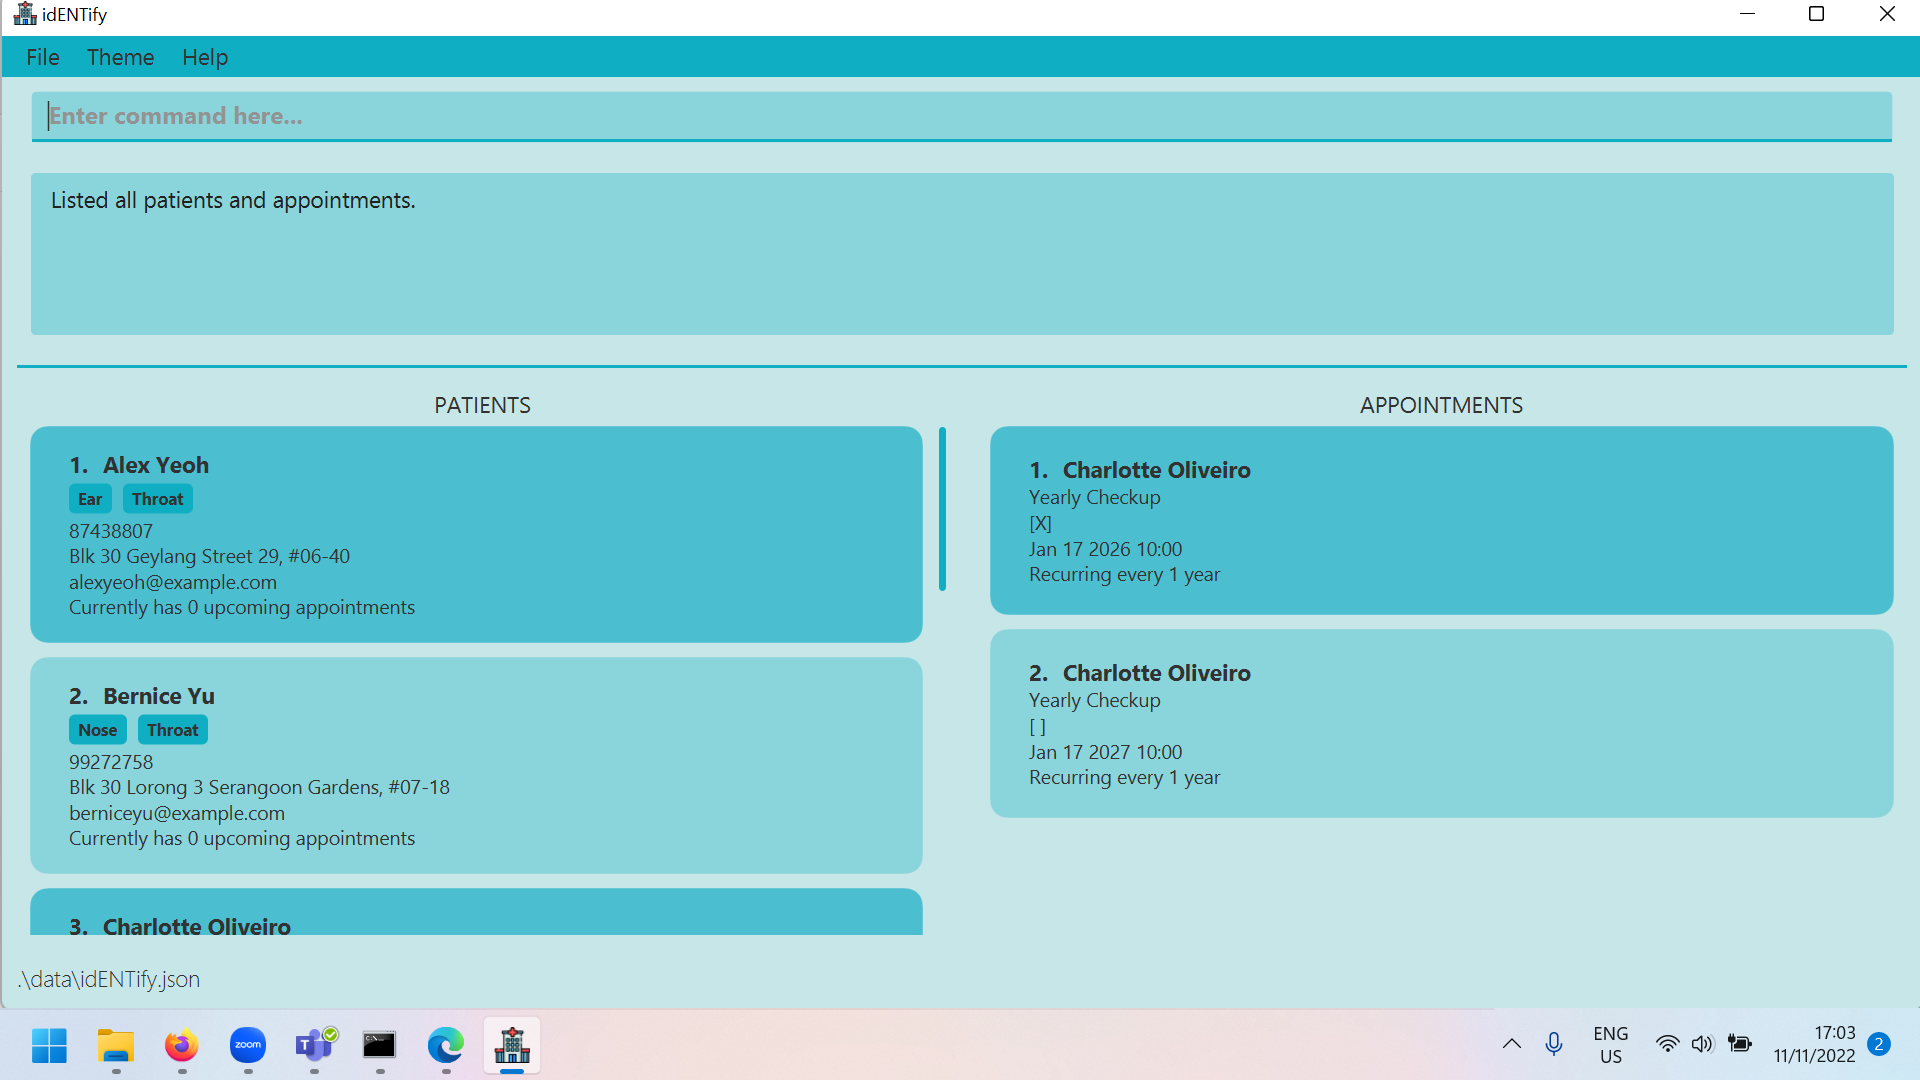 idENTify
File Theme Help
Enter command here...
Listed all patients and appointments.
PATIENTS
1. Alex Yeoh
Ear Throat
87438807
Blk 30 Geylang Street 29, #06-40
alexyeoh@example.com
Currently has 0 upcoming appointments
2. Bernice Yu
Nose Throat
99272758
Blk 30 Lorong 3 Serangoon Gardens, #07-18
berniceyu@example.com
Currently has 0 upcoming appointments
3. Charlotte Oliveiro
APPOINTMENTS
1. Charlotte Oliveiro
Yearly Checkup
[X]
Jan 17 2026 10:00
Recurring every 1 year
2. Charlotte Oliveiro
Yearly Checkup
[ ]
Jan 17 2027 10:00
Recurring every 1 year
.\data\idENTify.json
zoom
T
C:\
ENG
US
17:03
11/11/2022
2